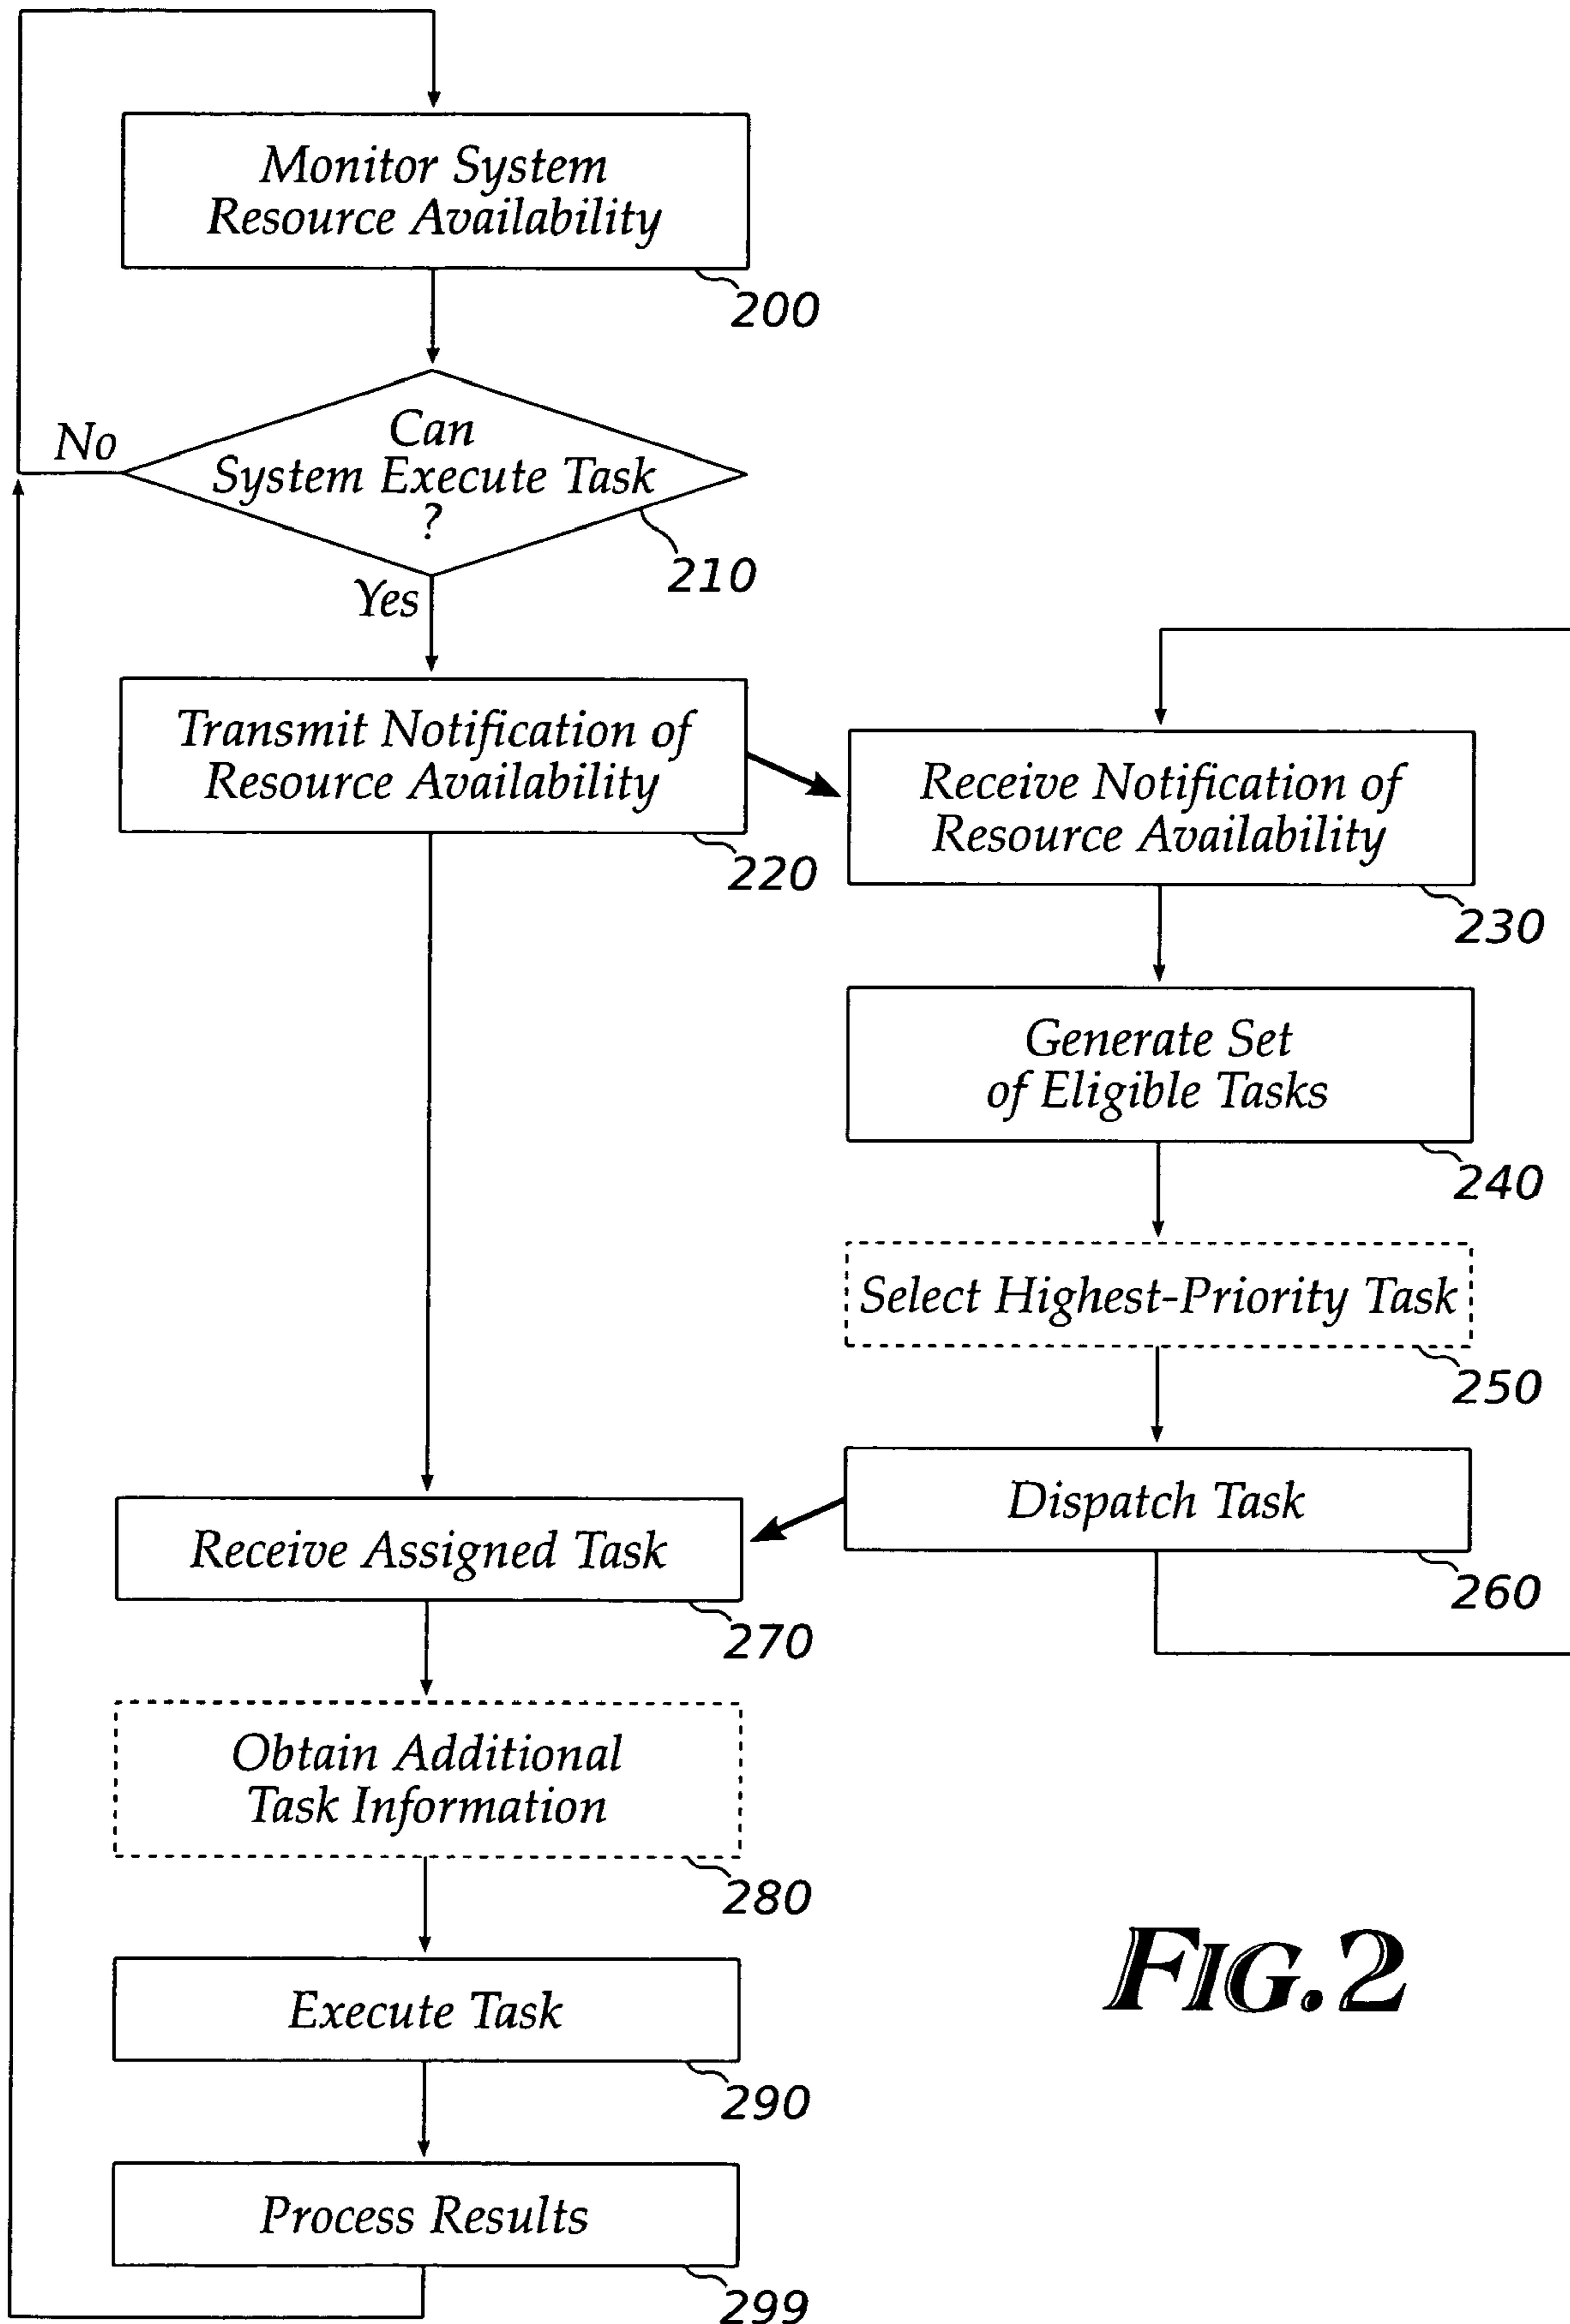 Monitor System
Resource Availability
200
Can
System Execute Task
?
No
210
Yes
Transmit Notification of
Resource Availability
220
Receive Notification of
Resource Availability
230
Generate Set
of Eligible Tasks
240
Select Highest-Priority Task
250
Dispatch Task
260
Receive Assigned Task
270
Obtain Additional
Task Information
280
Execute Task
290
Process Results
299
FIG.2